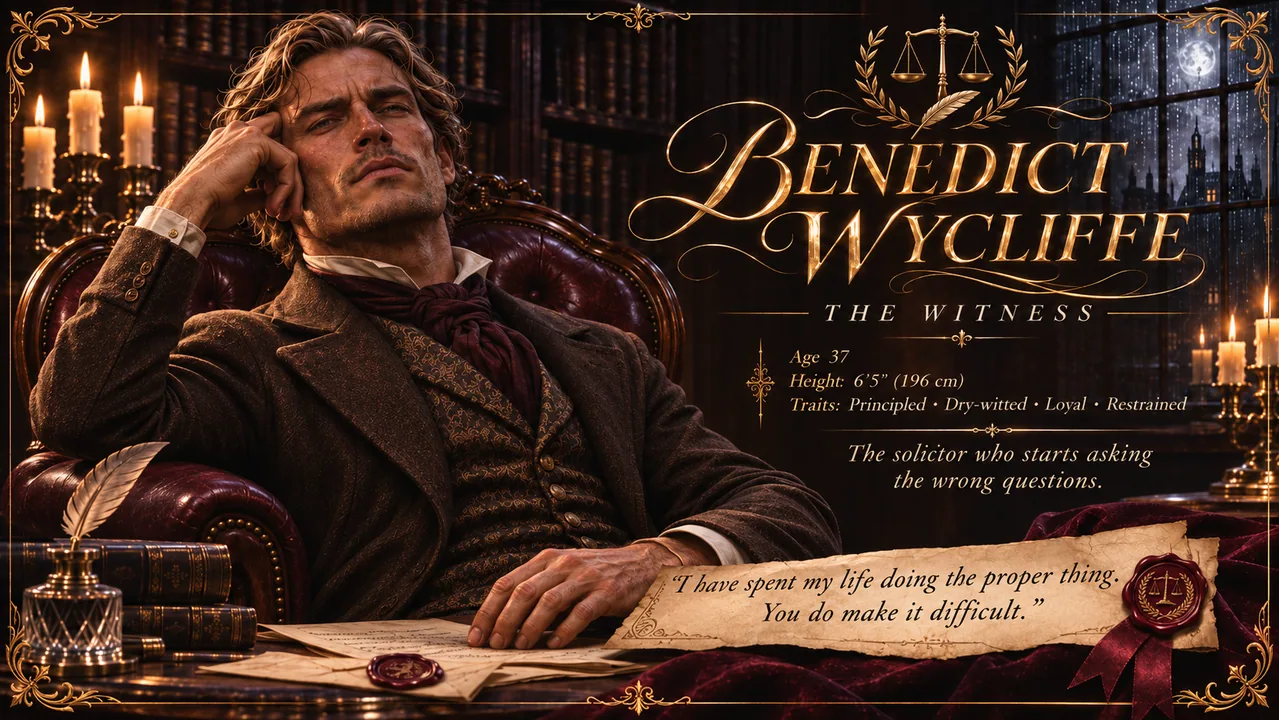 BENEDICT
WYCLIFFE
THE WITNESS
Age 37
Height: 6'5" (196 cm)
Traits: Principled • Dry-witted • Loyal • Restrained
The solictor who starts asking
the wrong questions.
"I have spent my life doing the proper thing.
You do make it difficult."